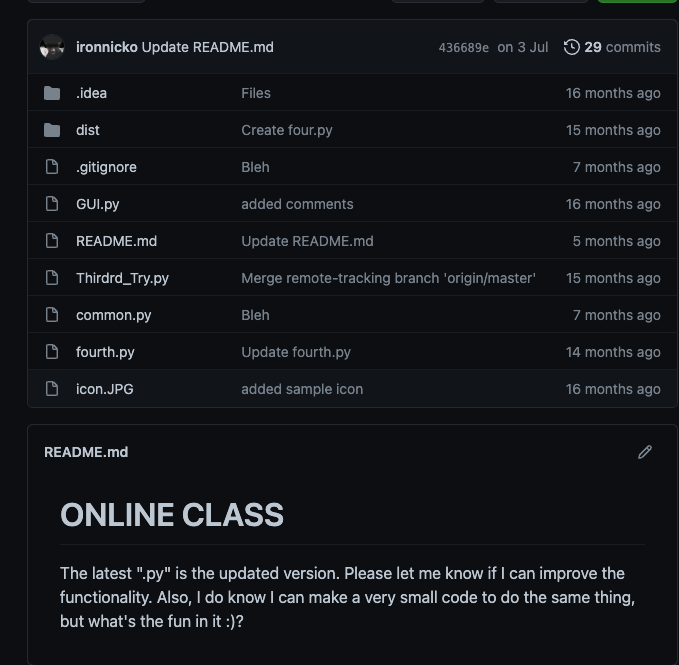 ironnicko Update README.md 436689e on 3 Jul 29 commits
.idea Files 16 months ago
dist Create four.py 15 months ago
.gitignore Bleh 7 months ago
GUI.py added comments 16 months ago
README.md Update README.md 5 months ago
Thirdrd_Try.py Merge remote-tracking branch 'origin/master' 15 months ago
common.py Bleh 7 months ago
fourth.py Update fourth.py 14 months ago
icon.JPG added sample icon 16 months ago
README.md
ONLINE CLASS
The latest ".py" is the updated version. Please let me know if I can improve the
functionality. Also, I do know I can make a very small code to do the same thing,
but what's the fun in it :)?